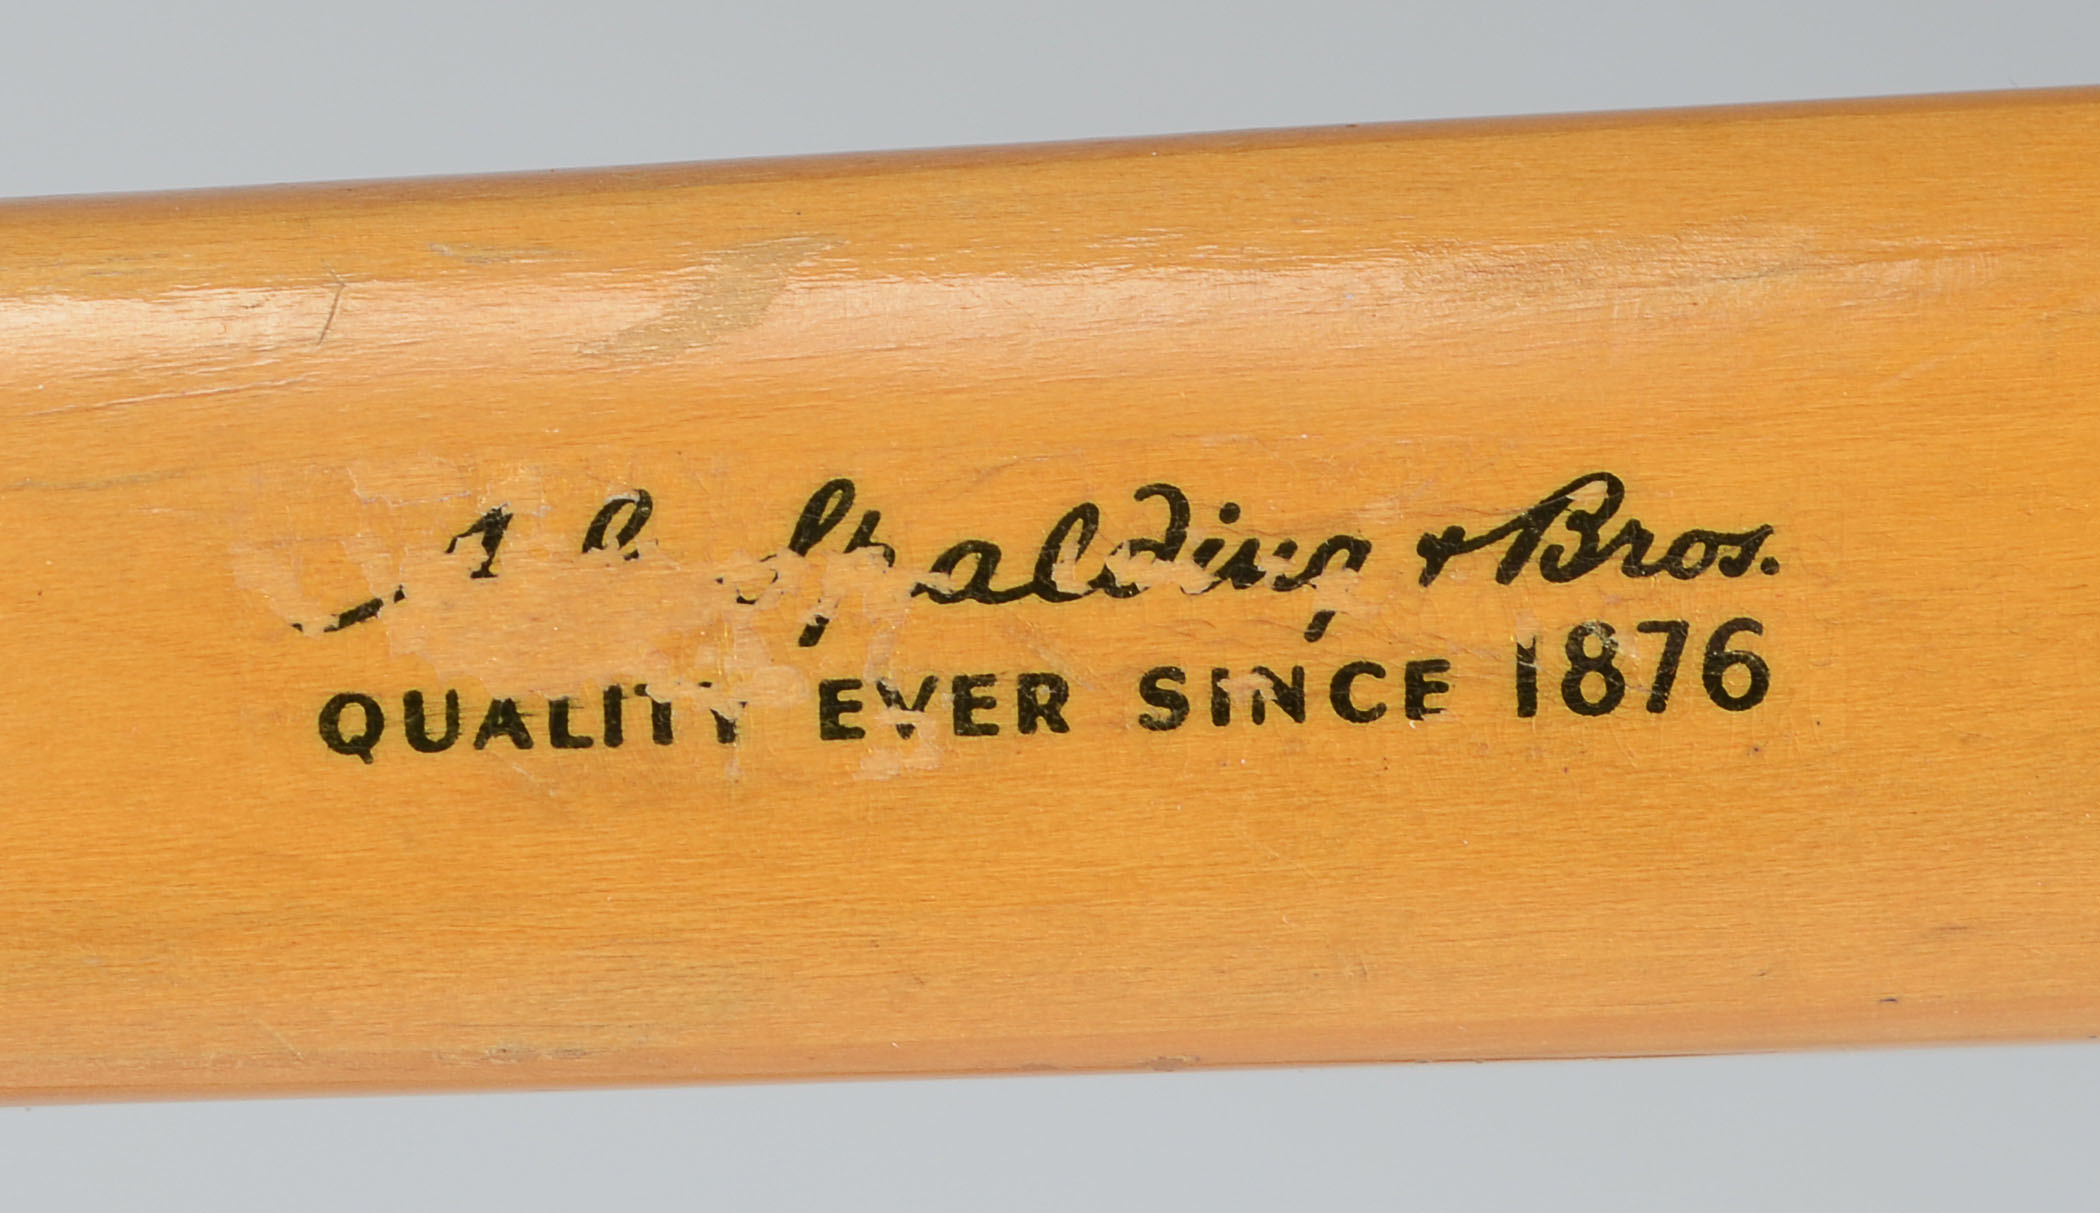 A. G. Spalding & Bros.
QUALITY EVER SINCE 1876